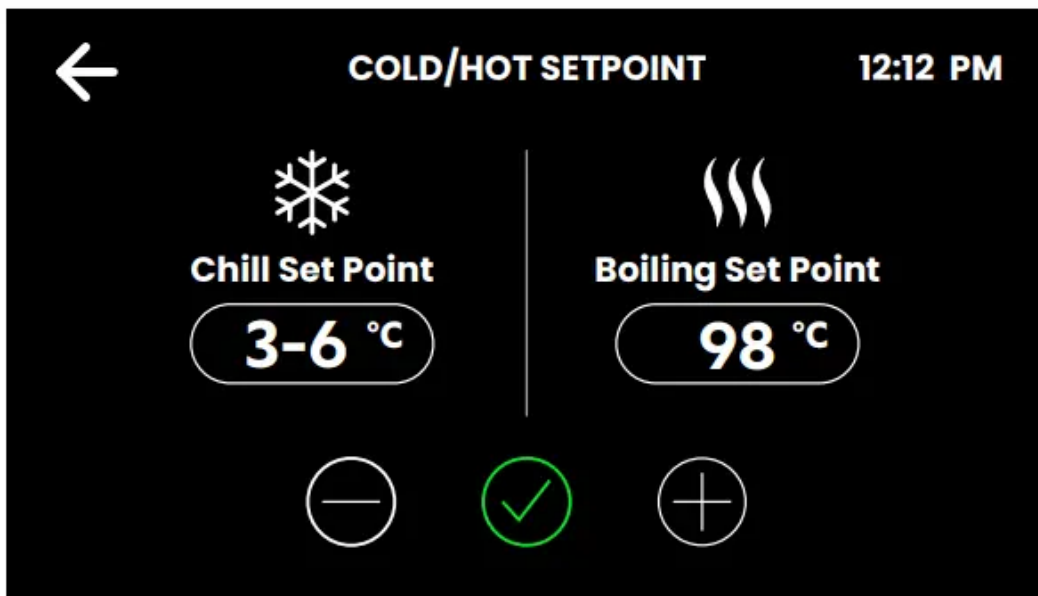 COLD/HOT SETPOINT
12:12 PM
Chill Set Point
3-6 °C
Boiling Set Point
98 °C